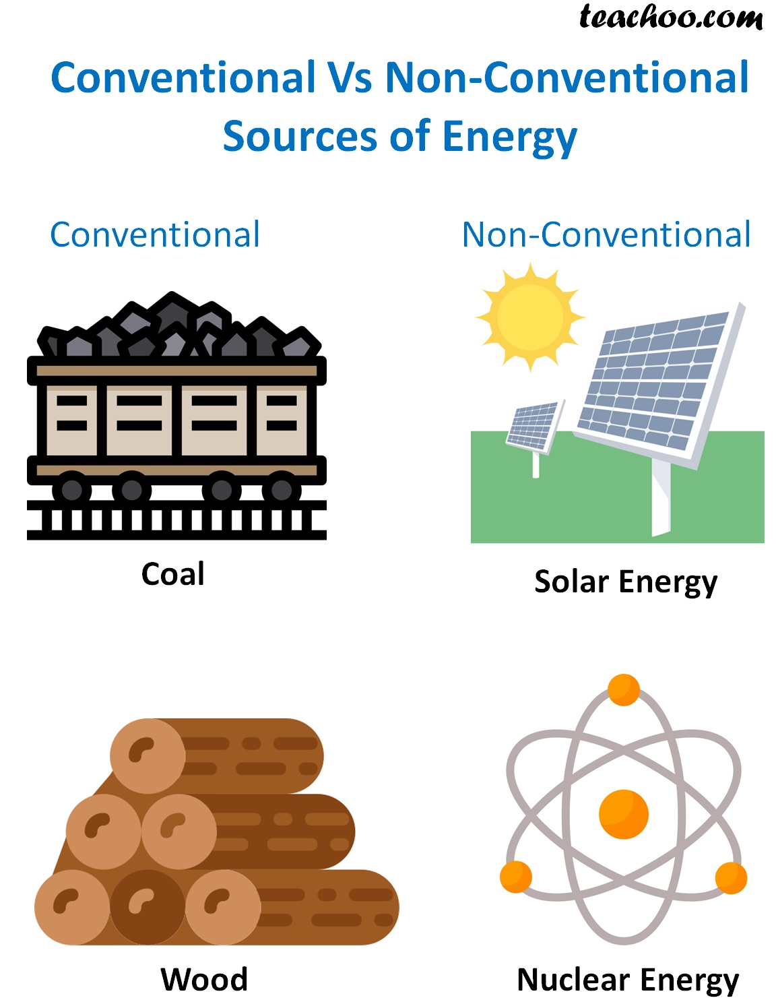 teachoo.com
Conventional Vs Non-Conventional
Sources of Energy
Conventional
Non-Conventional
Coal
Solar Energy
Wood
Nuclear Energy